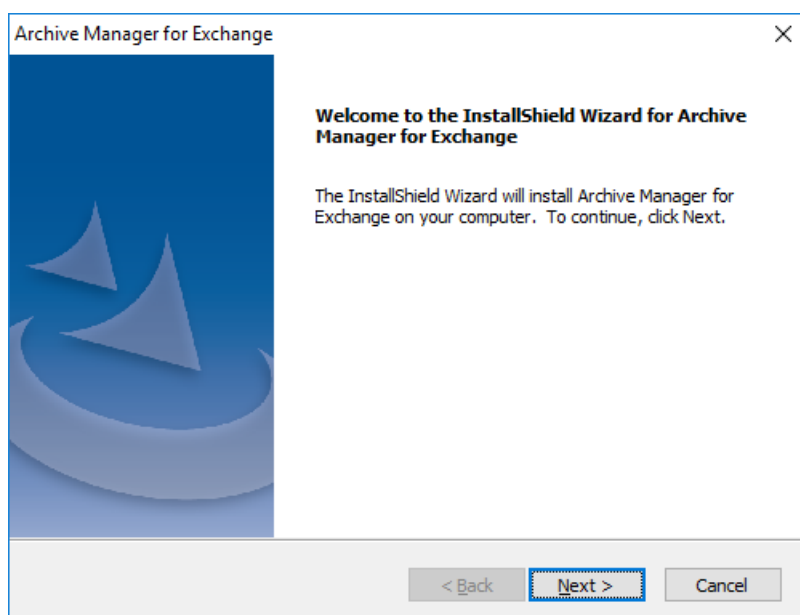 Archive Manager for Exchange
Welcome to the InstallShield Wizard for Archive
Manager for Exchange
The InstallShield Wizard will install Archive Manager for
Exchange on your computer.  To continue, click Next.
< Back
Next >
Cancel